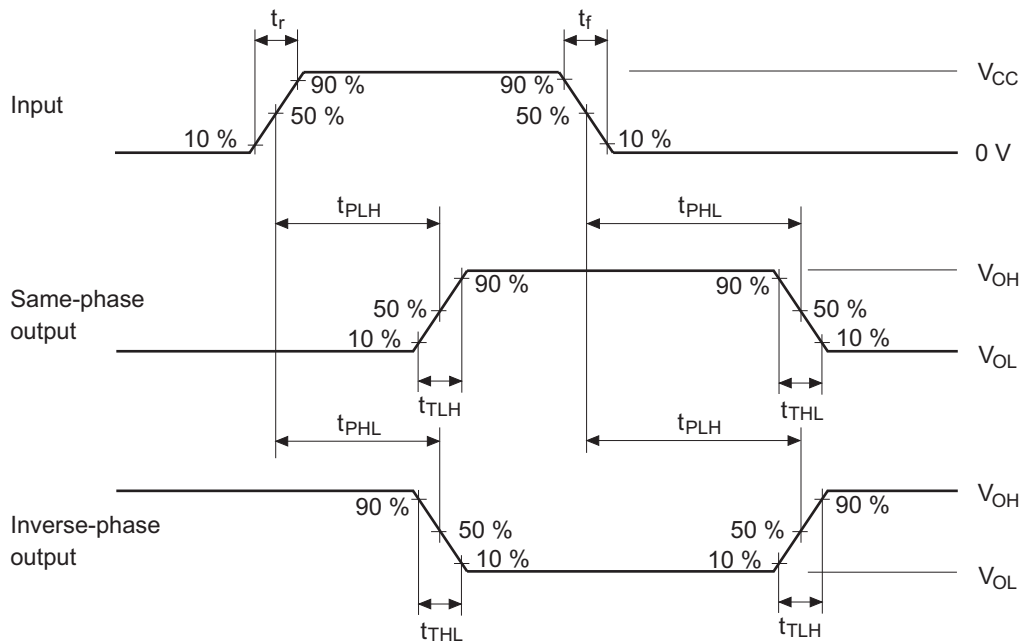 tr
tf
90 %
90 %
VCC
Input
50 %
50 %
10 %
10 %
0 V
tPLH
tPHL
VOH
90 %
90 %
Same-phase
output
50 %
50 %
10 %
10 %
VOL
tTLH
tTHL
tPHL
tPLH
VOH
90 %
90 %
Inverse-phase
output
50 %
50 %
10 %
10 %
VOL
tTHL
tTLH